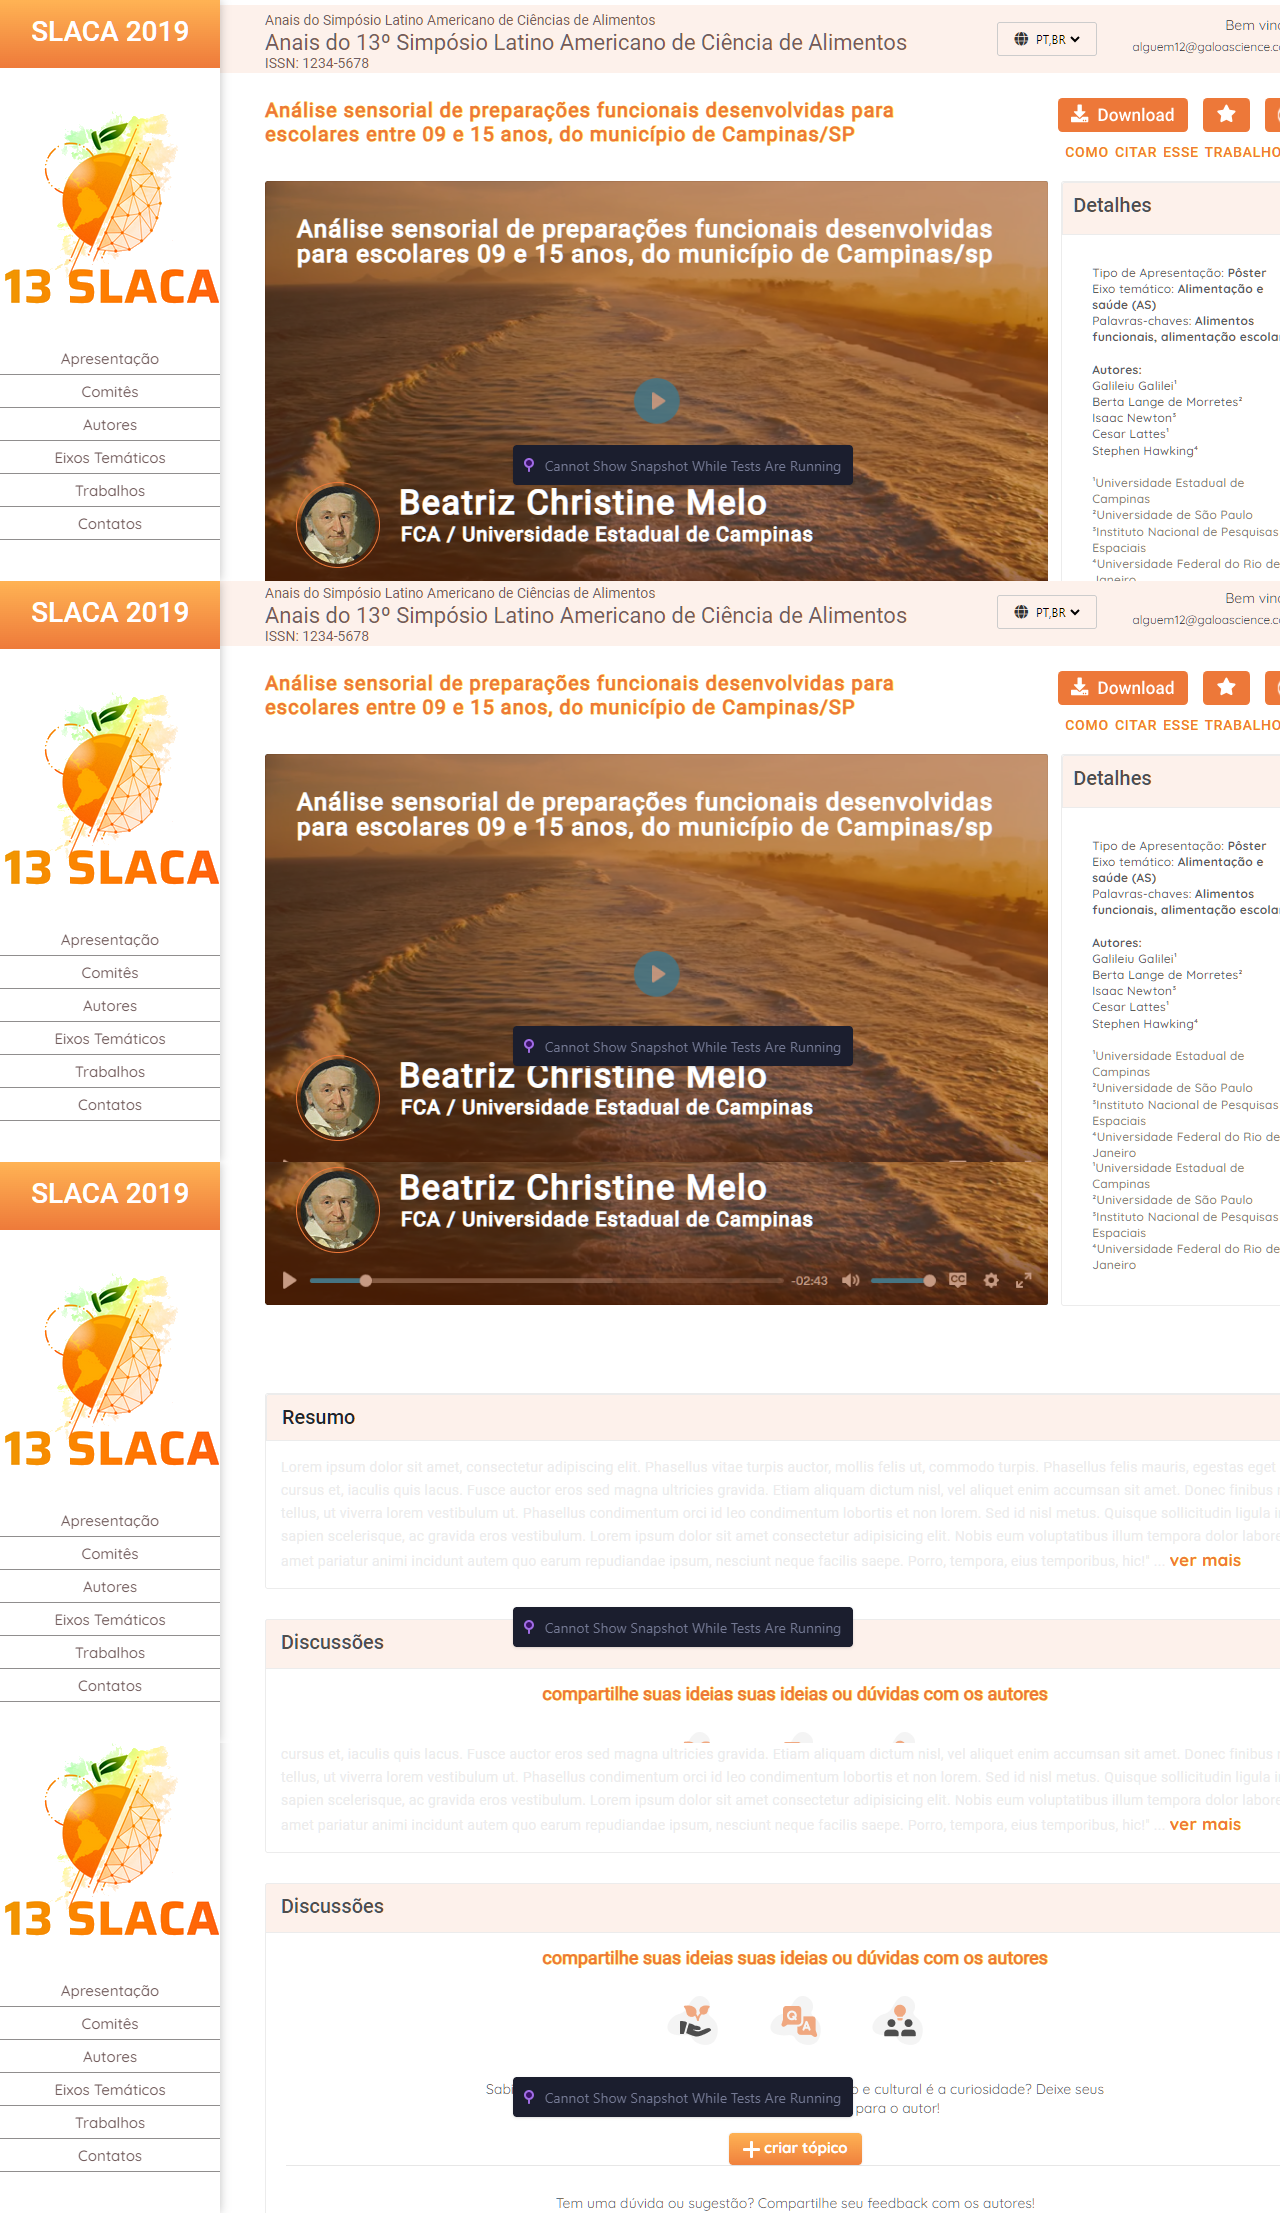 SLACA 2019
Anais do Simpósio Latino Americano de Ciências de Alimentos
Anais do 13º Simpósio Latino Americano de Ciência de Alimentos
ISSN: 1234-5678
PT,BR
Bem vind
alguem12@galoascience.c
Análise sensorial de preparações funcionais desenvolvidas para
escolares entre 09 e 15 anos, do município de Campinas/SP
Download
COMO CITAR ESSE TRABALHO
13 SLACA
Apresentação
Comitês
Autores
Eixos Temáticos
Trabalhos
Contatos
Análise sensorial de preparações funcionais desenvolvidas
para escolares 09 e 15 anos, do município de Campinas/sp
Cannot Show Snapshot While Tests Are Running
Beatriz Christine Melo
FCA / Universidade Estadual de Campinas
Detalhes
Tipo de Apresentação: Pôster
Eixo temático: Alimentação e
saúde (AS)
Palavras-chaves: Alimentos
funcionais, alimentação escola
Autores:
Galileiu Galilei¹
Berta Lange de Morretes²
Isaac Newton³
Cesar Lattes¹
Stephen Hawking⁴
¹Universidade Estadual de
Campinas
²Universidade de São Paulo
³Instituto Nacional de Pesquisas
Espaciais
⁴Universidade Federal do Rio de
Janeiro
SLACA 2019
Anais do Simpósio Latino Americano de Ciências de Alimentos
Anais do 13º Simpósio Latino Americano de Ciência de Alimentos
ISSN: 1234-5678
PT,BR
Bem vind
alguem12@galoascience.c
Análise sensorial de preparações funcionais desenvolvidas para
escolares entre 09 e 15 anos, do município de Campinas/SP
Download
COMO CITAR ESSE TRABALHO
13 SLACA
Apresentação
Comitês
Autores
Eixos Temáticos
Trabalhos
Contatos
Análise sensorial de preparações funcionais desenvolvidas
para escolares 09 e 15 anos, do município de Campinas/sp
Cannot Show Snapshot While Tests Are Running
Beatriz Christine Melo
FCA / Universidade Estadual de Campinas
Detalhes
Tipo de Apresentação: Pôster
Eixo temático: Alimentação e
saúde (AS)
Palavras-chaves: Alimentos
funcionais, alimentação escola
Autores:
Galileiu Galilei¹
Berta Lange de Morretes²
Isaac Newton³
Cesar Lattes¹
Stephen Hawking⁴
¹Universidade Estadual de
Campinas
²Universidade de São Paulo
³Instituto Nacional de Pesquisas
Espaciais
⁴Universidade Federal do Rio de
Janeiro
SLACA 2019
Beatriz Christine Melo
FCA / Universidade Estadual de Campinas
-02:43
CC
¹Universidade Estadual de
Campinas
²Universidade de São Paulo
³Instituto Nacional de Pesquisas
Espaciais
⁴Universidade Federal do Rio de
Janeiro
13 SLACA
Apresentação
Comitês
Autores
Eixos Temáticos
Trabalhos
Contatos
Resumo
Lorem ipsum dolor sit amet, consectetur adipiscing elit. Phasellus vitae turpis auctor, mollis felis ut, commodo turpis. Phasellus felis mauris, egestas eget
cursus et, iaculis quis lacus. Fusce auctor eros sed magna ultricies gravida. Etiam aliquam dictum nisl, vel aliquet enim accumsan sit amet. Donec finibus
tellus, ut viverra lorem vestibulum ut. Phasellus condimentum orci id leo condimentum lobortis et non lorem. Sed id nisl metus. Quisque sollicitudin ligula
sapien scelerisque, ac gravida eros vestibulum. Lorem ipsum dolor sit amet consectetur adipisicing elit. Nobis eum voluptatibus illum tempora dolor labore
amet pariatur animi incidunt autem quo earum repudiandae ipsum, nesciunt neque facilis saepe. Porro, tempora, eius temporibus, hic!" ... ver mais
Cannot Show Snapshot While Tests Are Running
Discussões
compartilhe suas ideias suas ideias ou dúvidas com os autores
cursus et, iaculis quis lacus. Fusce auctor eros sed magna ultricies gravida. Etiam aliquam dictum nisl, vel aliquet enim accumsan sit amet. Donec finibus
tellus, ut viverra lorem vestibulum ut. Phasellus condimentum orci id leo condimentum lobortis et non lorem. Sed id nisl metus. Quisque sollicitudin ligula
sapien scelerisque, ac gravida eros vestibulum. Lorem ipsum dolor sit amet consectetur adipisicing elit. Nobis eum voluptatibus illum tempora dolor labore
amet pariatur animi incidunt autem quo earum repudiandae ipsum, nesciunt neque facilis saepe. Porro, tempora, eius temporibus, hic!" ... ver mais
13 SLACA
Apresentação
Comitês
Autores
Eixos Temáticos
Trabalhos
Contatos
Discussões
compartilhe suas ideias suas ideias ou dúvidas com os autores
Q A
Sabi
Cannot Show Snapshot While Tests Are Running
e cultural é a curiosidade? Deixe seus
para o autor!
criar tópico
Tem uma dúvida ou sugestão? Compartilhe seu feedback com os autores!